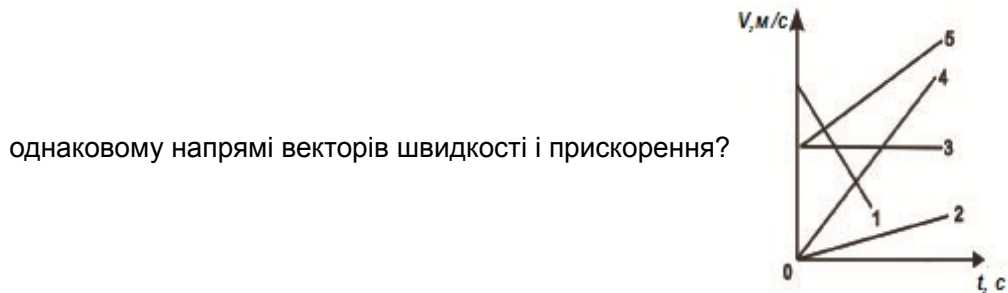 V,м/с
5
4
однаковому напрямі векторів швидкості і прискорення?
3
1
2
0
t, с